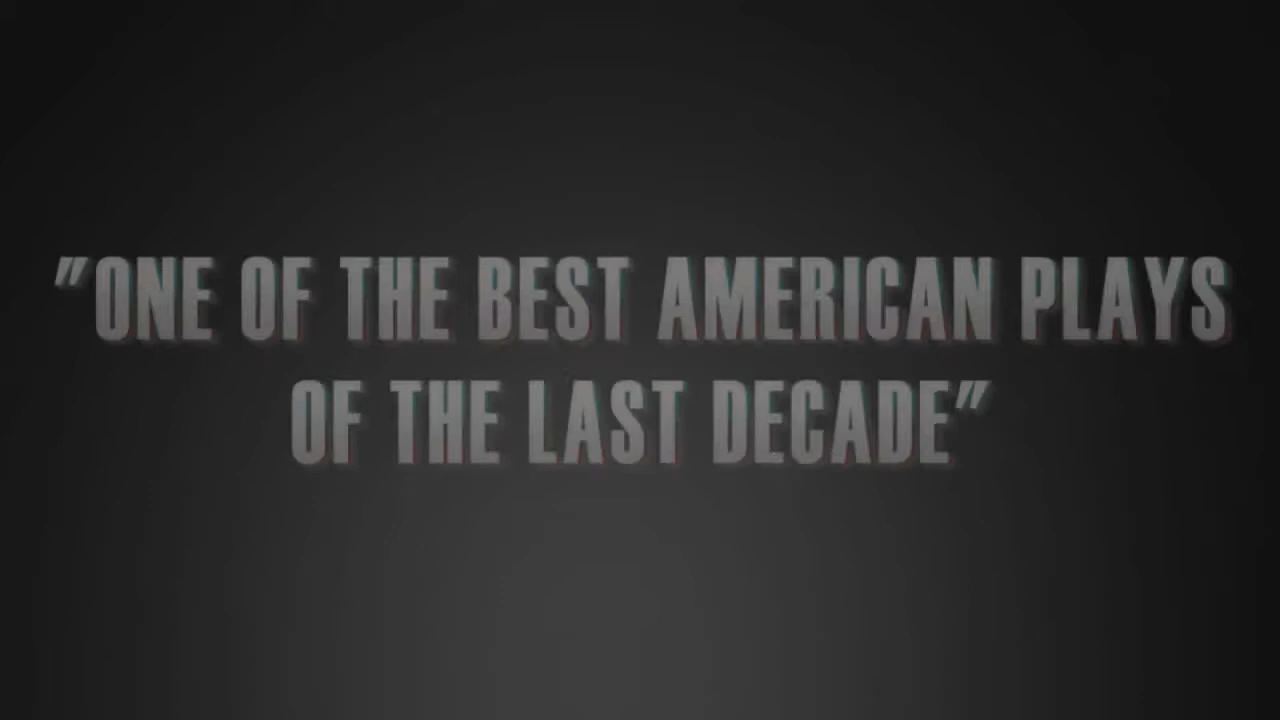 "ONE OF THE BEST AMERICAN PLAYS
OF THE LAST DECADE"